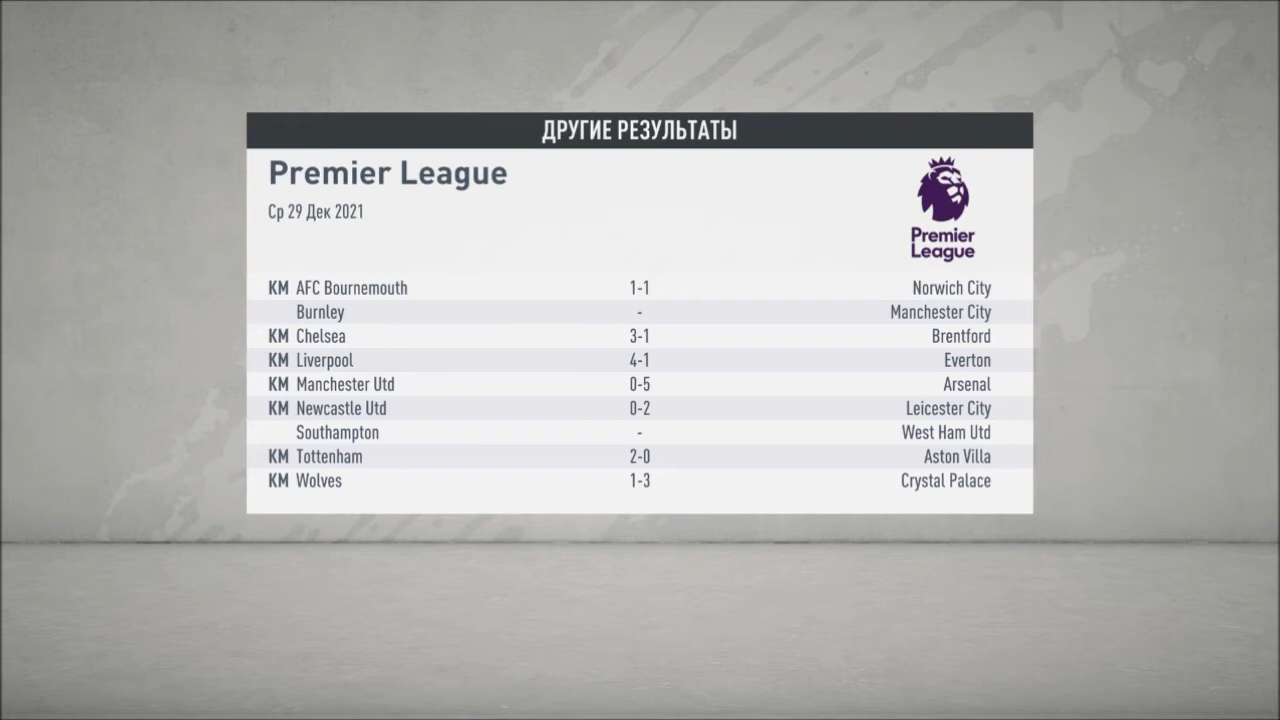 ДРУГИЕ РЕЗУЛЬТАТЫ
Premier League
Ср 29 Дек 2021
Premier
League
КМ AFC Bournemouth 1-1 Norwich City
Burnley - Manchester City
КМ Chelsea 3-1 Brentford
КМ Liverpool 4-1 Everton
КМ Manchester Utd 0-5 Arsenal
КМ Newcastle Utd 0-2 Leicester City
Southampton - West Ham Utd
КМ Tottenham 2-0 Aston Villa
КМ Wolves 1-3 Crystal Palace